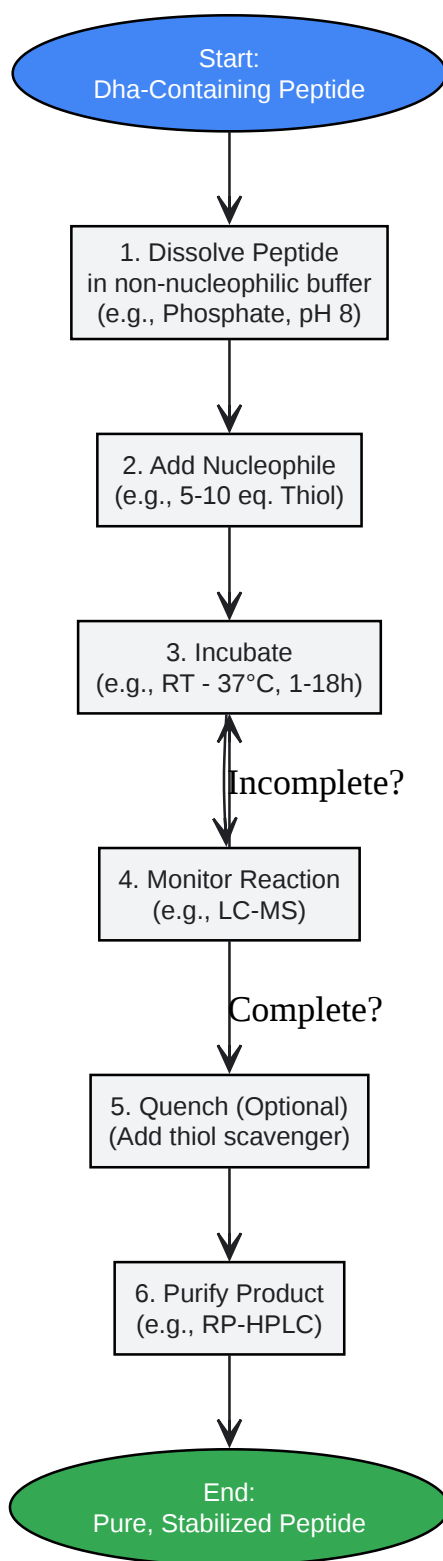 Start:
Dha-Containing Peptide
1. Dissolve Peptide
in non-nucleophilic buffer
(e.g., Phosphate, pH 8)
2. Add Nucleophile
(e.g., 5-10 eq. Thiol)
3. Incubate
(e.g., RT - 37°C, 1-18h)
Incomplete?
4. Monitor Reaction
(e.g., LC-MS)
Complete?
5. Quench (Optional)
(Add thiol scavenger)
6. Purify Product
(e.g., RP-HPLC)
End:
Pure, Stabilized Peptide